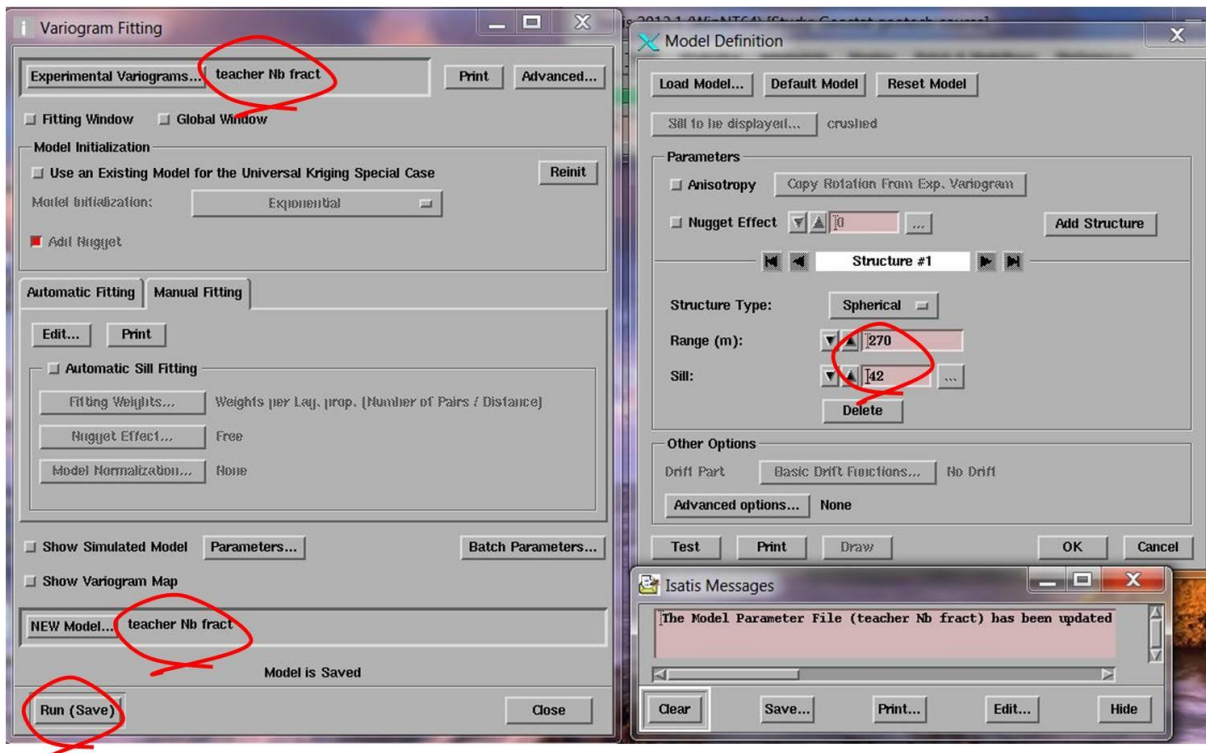 Variogram Fitting
Experimental Variograms... teacher Nb fract Print Advanced...
Fitting Window Global Window
Model Initialization
Use an Existing Model for the Universal Kriging Special Case Reinit
Model Initialization: Exponential
Add Nugget
Automatic Fitting Manual Fitting
Edit... Print
Automatic Sill Fitting
Fitting Weights... Weights per Lag. prop. (Number of Pairs / Distance)
Nugget Effect... Free
Model Normalization... None
Show Simulated Model Parameters... Batch Parameters...
Show Variogram Map
NEW Model... teacher Nb fract
Model is Saved
Run (Save) Close
Model Definition
Load Model... Default Model Reset Model
Sill to be displayed... crushed
Parameters
Anisotropy Copy Rotation From Exp. Variogram
Nugget Effect 0 ... Add Structure
Structure #1
Structure Type: Spherical
Range (m): 270
Sill: 42 ...
Delete
Other Options
Drift Part Basic Drift Functions... No Drift
Advanced options... None
Test Print Draw OK Cancel
Isatis Messages
The Model Parameter File (teacher Nb fract) has been updated
Clear Save... Print... Edit... Hide